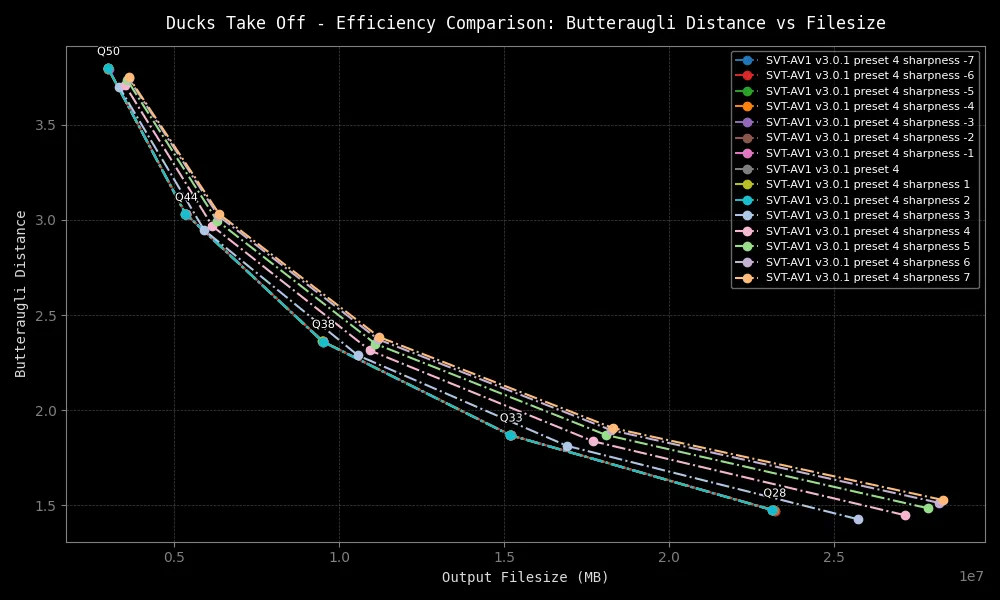 Ducks Take Off - Efficiency Comparison: Butteraugli Distance vs Filesize
Q50
Q44
Q38
Q33
Q28
SVT-AV1 v3.0.1 preset 4 sharpness -7
SVT-AV1 v3.0.1 preset 4 sharpness -6
SVT-AV1 v3.0.1 preset 4 sharpness -5
SVT-AV1 v3.0.1 preset 4 sharpness -4
SVT-AV1 v3.0.1 preset 4 sharpness -3
SVT-AV1 v3.0.1 preset 4 sharpness -2
SVT-AV1 v3.0.1 preset 4 sharpness -1
SVT-AV1 v3.0.1 preset 4
SVT-AV1 v3.0.1 preset 4 sharpness 1
SVT-AV1 v3.0.1 preset 4 sharpness 2
SVT-AV1 v3.0.1 preset 4 sharpness 3
SVT-AV1 v3.0.1 preset 4 sharpness 4
SVT-AV1 v3.0.1 preset 4 sharpness 5
SVT-AV1 v3.0.1 preset 4 sharpness 6
SVT-AV1 v3.0.1 preset 4 sharpness 7
Butteraugli Distance
3.5
3.0
2.5
2.0
1.5
0.5
1.0
1.5
2.0
2.5
1e7
Output Filesize (MB)